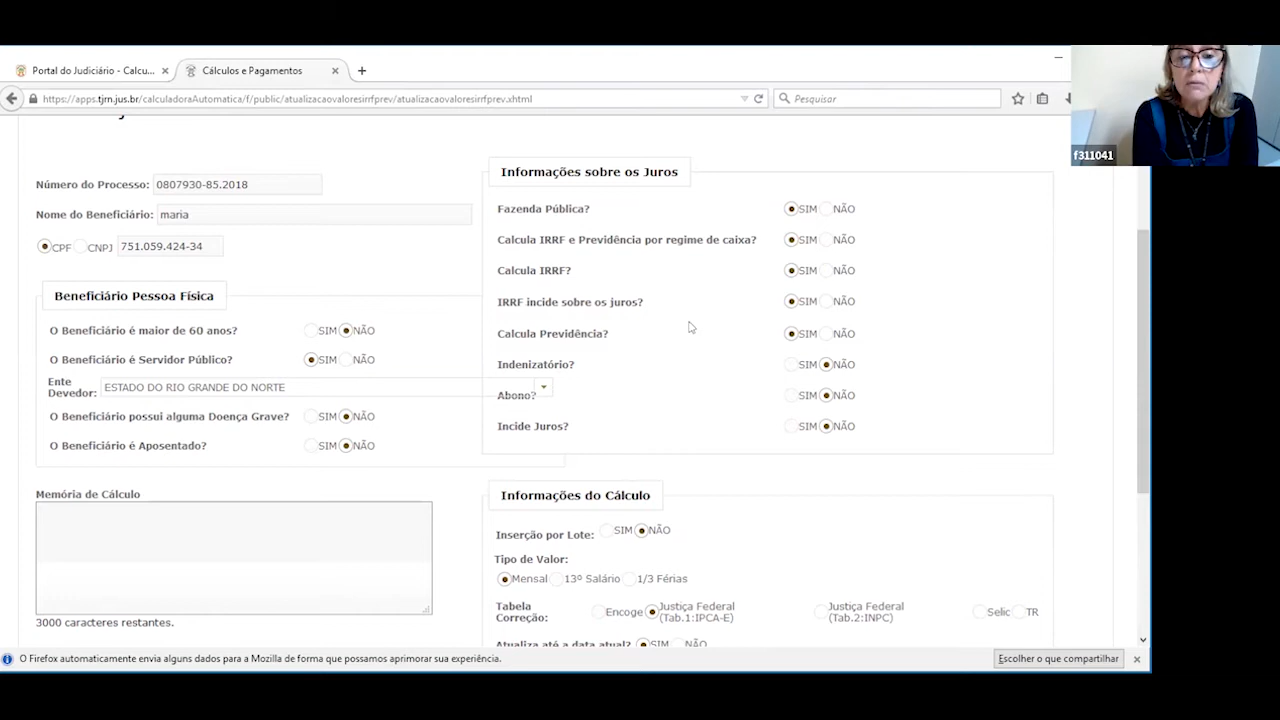 Portal do Judiciário - Calcu...
Cálculos e Pagamentos
https://apps.tjrn.jus.br/calculadoraAutomatica/f/public/atualizacaovaloresirrfprev/atualizacaovaloresirrfprev.xhtml
Pesquisar
f311041
Número do Processo: 0807930-85.2018
Nome do Beneficiário: maria
CPF CNPJ 751.059.424-34
Beneficiário Pessoa Física
O Beneficiário é maior de 60 anos? SIM NÃO
O Beneficiário é Servidor Público? SIM NÃO
Ente Devedor: ESTADO DO RIO GRANDE DO NORTE
O Beneficiário possui alguma Doença Grave? SIM NÃO
O Beneficiário é Aposentado? SIM NÃO
Memória de Cálculo
3000 caracteres restantes.
Informações sobre os Juros
Fazenda Pública? SIM NÃO
Calcula IRRF e Previdência por regime de caixa? SIM NÃO
Calcula IRRF? SIM NÃO
IRRF incide sobre os juros? SIM NÃO
Calcula Previdência? SIM NÃO
Indenizatório? SIM NÃO
Abono? SIM NÃO
Incide Juros? SIM NÃO
Informações do Cálculo
Inserção por Lote: SIM NÃO
Tipo de Valor:
Mensal 13º Salário 1/3 Férias
Tabela Correção: Encoge Justiça Federal (Tab.1:IPCA-E) Justiça Federal (Tab.2:INPC) Selic TR
Atualiza até a data atual? SIM NÃO
O Firefox automaticamente envia alguns dados para a Mozilla de forma que possamos aprimorar sua experiência.
Escolher o que compartilhar